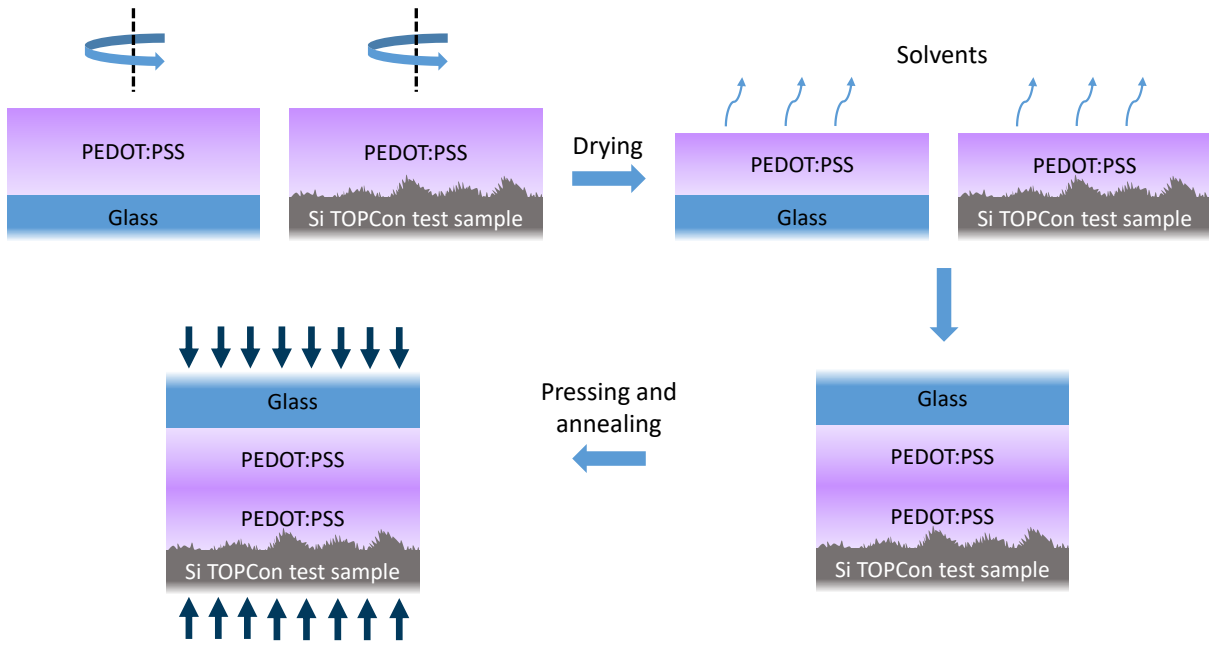 PEDOT:PSS
Glass
PEDOT:PSS
Si TOPCon test sample
Drying
Solvents
PEDOT:PSS
Glass
PEDOT:PSS
Si TOPCon test sample
Glass
PEDOT:PSS
PEDOT:PSS
Si TOPCon test sample
Pressing and
annealing
Glass
PEDOT:PSS
PEDOT:PSS
Si TOPCon test sample